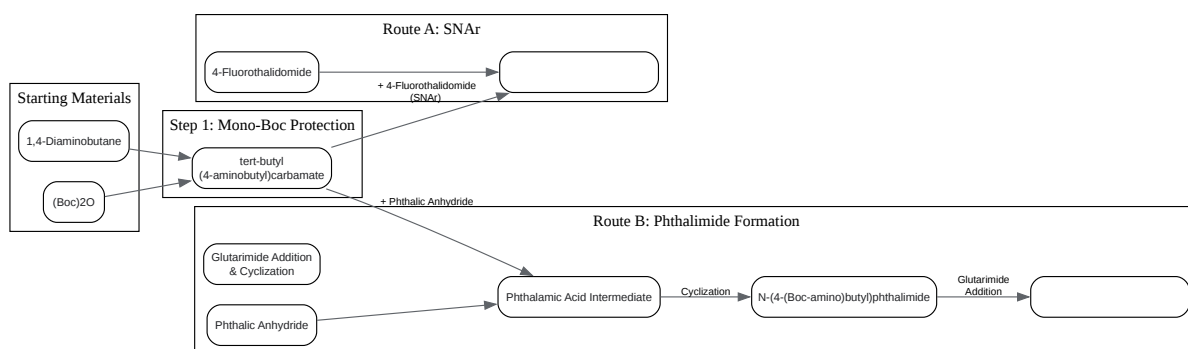 Route A: SNAr
4-Fluorothalidomide
+ 4-Fluorothalidomide
(SNAr)
Starting Materials
1,4-Diaminobutane
(Boc)2O
Step 1: Mono-Boc Protection
tert-butyl
(4-aminobutyl)carbamate
+ Phthalic Anhydride
Route B: Phthalimide Formation
Glutarimide Addition
& Cyclization
Phthalic Anhydride
Phthalamic Acid Intermediate
Cyclization
N-(4-(Boc-amino)butyl)phthalimide
Glutarimide
Addition